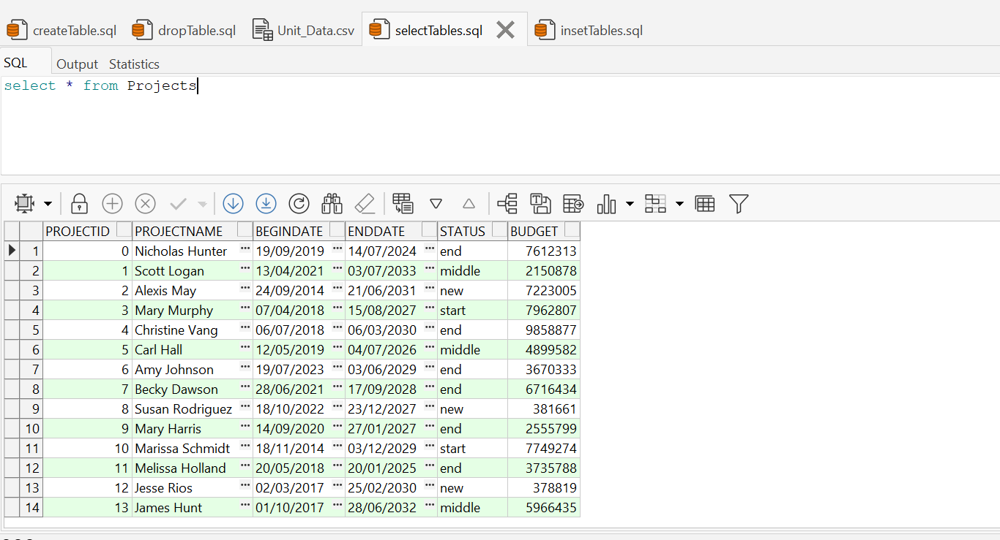 createTable.sql dropTable.sql Unit_Data.csv selectTables.sql insetTables.sql
SQL Output Statistics
select * from Projects
PROJECTID PROJECTNAME BEGINDATE ENDDATE STATUS BUDGET
1 0 Nicholas Hunter ... 19/09/2019 ... 14/07/2024 ... end 7612313
2 1 Scott Logan ... 13/04/2021 ... 03/07/2033 ... middle 2150878
3 2 Alexis May ... 24/09/2014 ... 21/06/2031 ... new 7223005
4 3 Mary Murphy ... 07/04/2018 ... 15/08/2027 ... start 7962807
5 4 Christine Vang ... 06/07/2018 ... 06/03/2030 ... end 9858877
6 5 Carl Hall ... 12/05/2019 ... 04/07/2026 ... middle 4899582
7 6 Amy Johnson ... 19/07/2023 ... 03/06/2029 ... end 3670333
8 7 Becky Dawson ... 28/06/2021 ... 17/09/2028 ... end 6716434
9 8 Susan Rodriguez ... 18/10/2022 ... 23/12/2027 ... new 381661
10 9 Mary Harris ... 14/09/2020 ... 27/01/2027 ... end 2555799
11 10 Marissa Schmidt ... 18/11/2014 ... 03/12/2029 ... start 7749274
12 11 Melissa Holland ... 20/05/2018 ... 20/01/2025 ... end 3735788
13 12 Jesse Rios ... 02/03/2017 ... 25/02/2030 ... new 378819
14 13 James Hunt ... 01/10/2017 ... 28/06/2032 ... middle 5966435